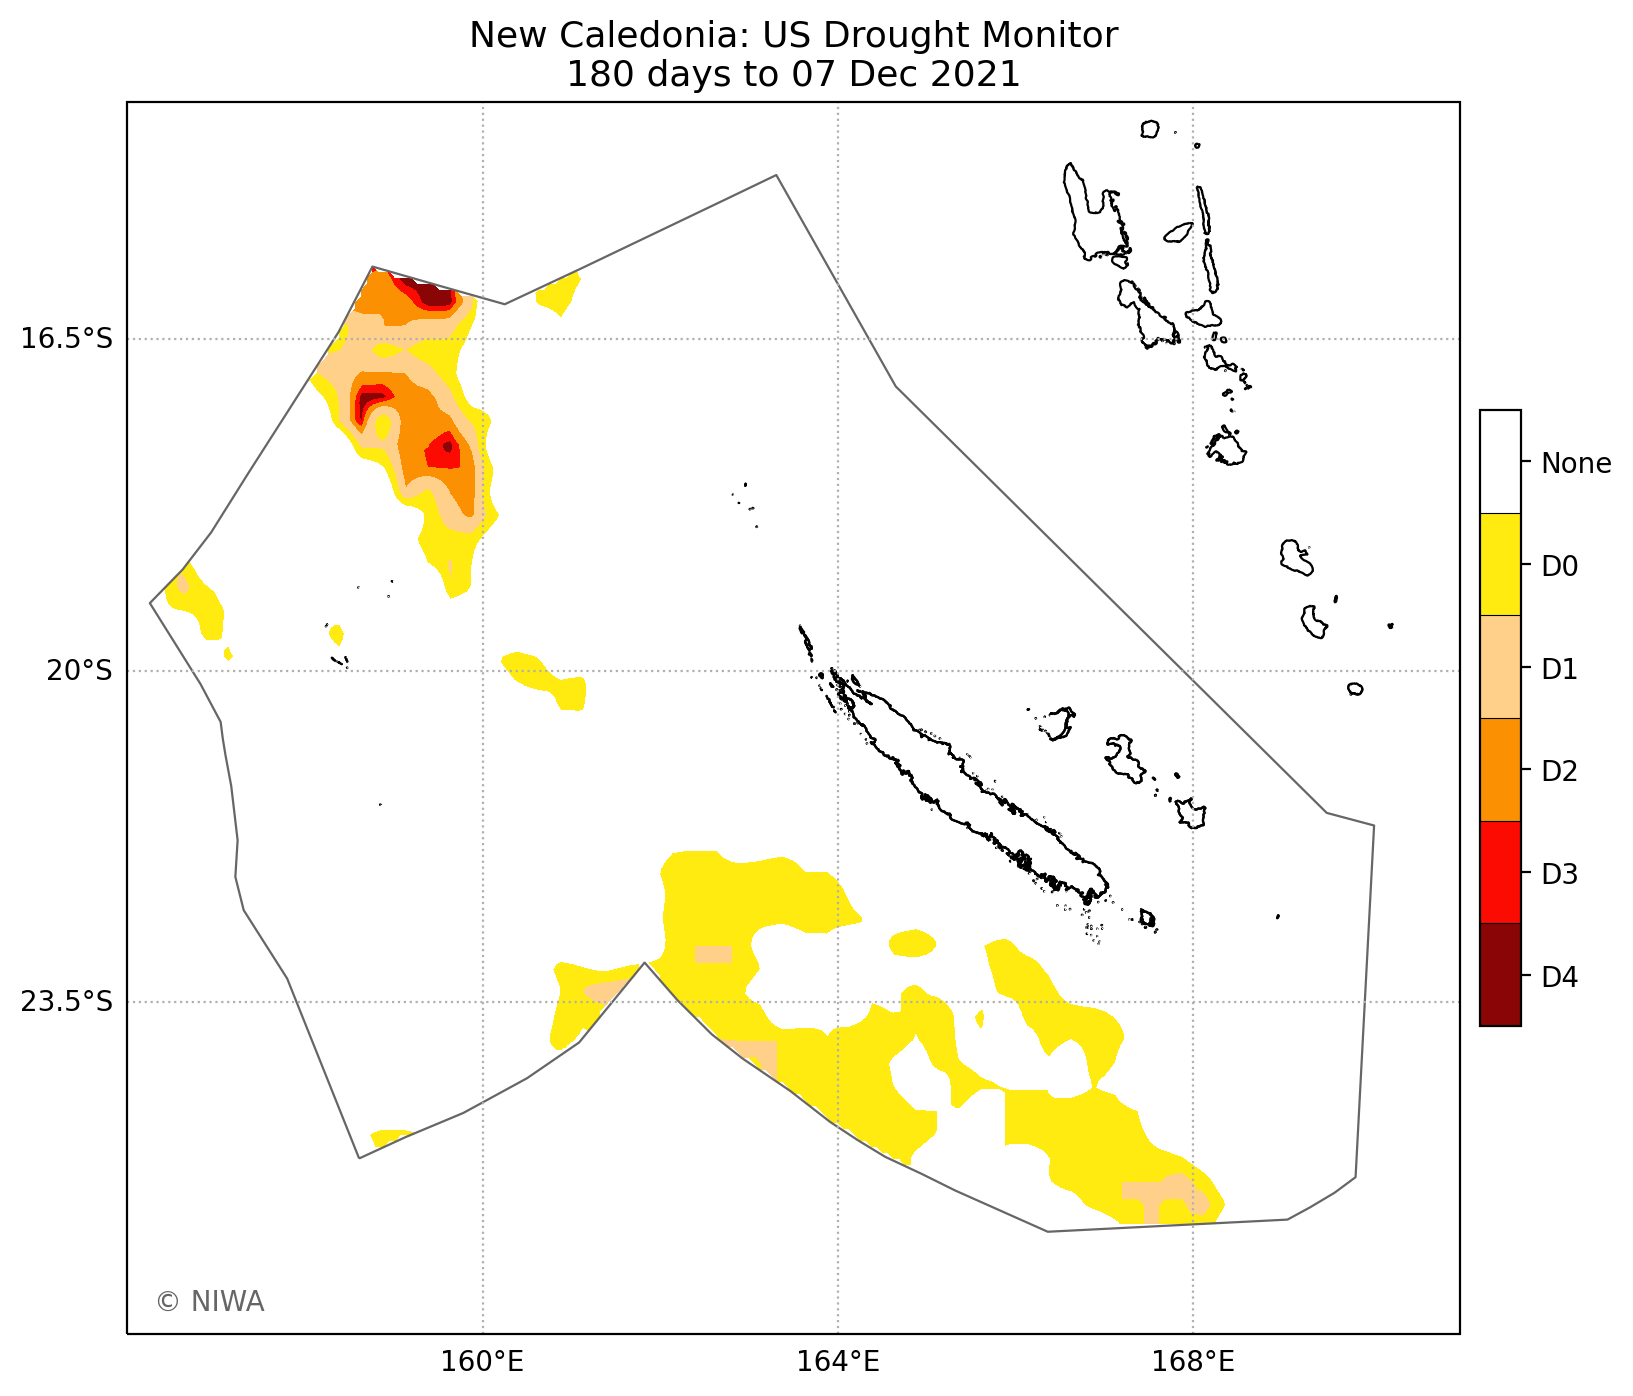 New Caledonia: US Drought Monitor
180 days to 07 Dec 2021
16.5°S
20°S
23.5°S
160°E
164°E
168°E
None
D0
D1
D2
D3
D4
© NIWA